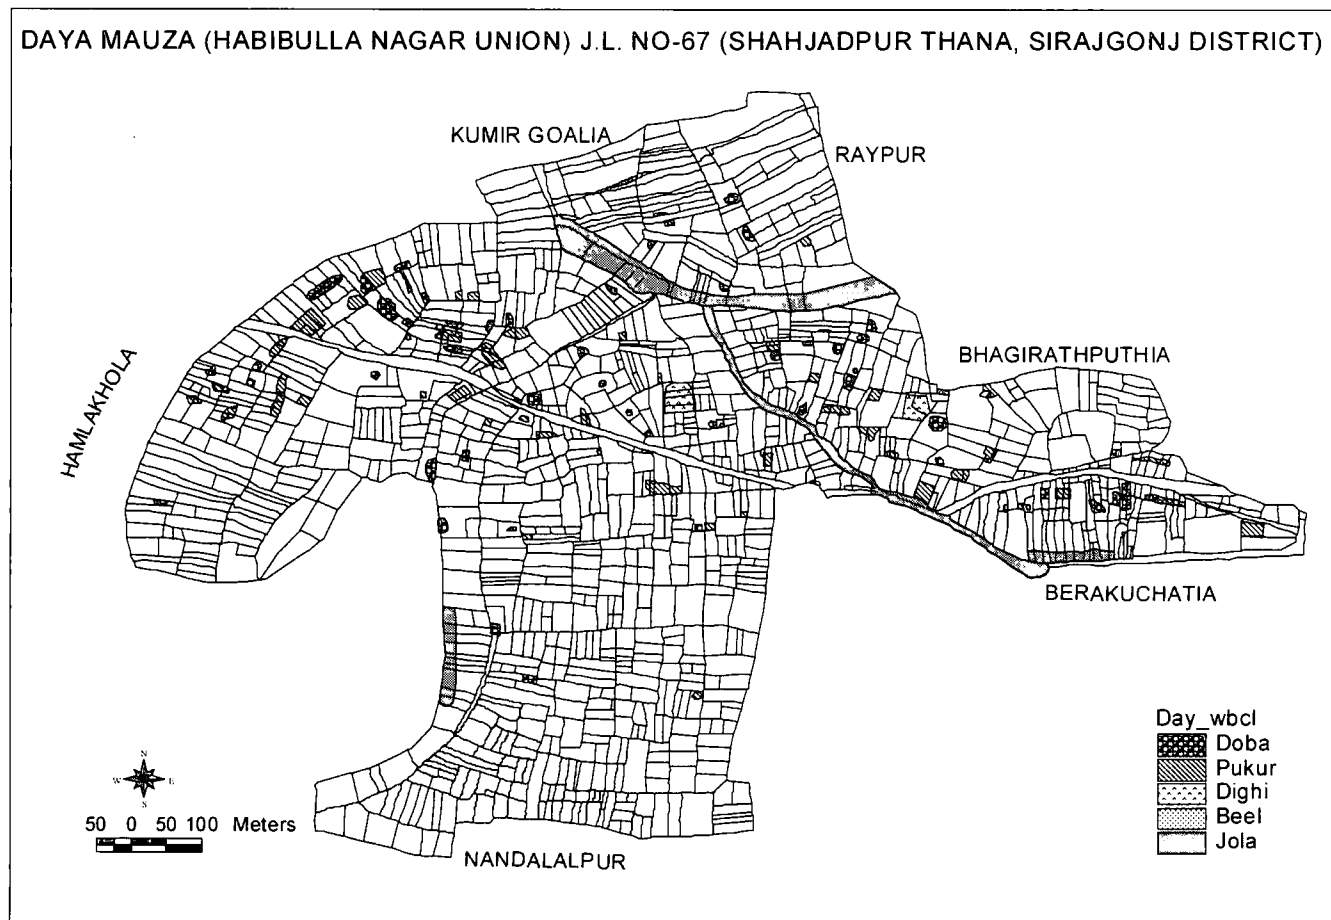 DAYA MAUZA (HABIBULLA NAGAR UNION) J.L. NO-67 (SHAHJADPUR THANA, SIRAJGONJ DISTRICT)
KUMIR GOALIA
RAYPUR
BHAGIRATHPUTHIA
HAMLAKHOLA
BERAKUCHATIA
Day_wbcl
Doba
Pukur
Dighi
Beel
Jola
N
W E
S
50 0 50 100 Meters
NANDALALPUR